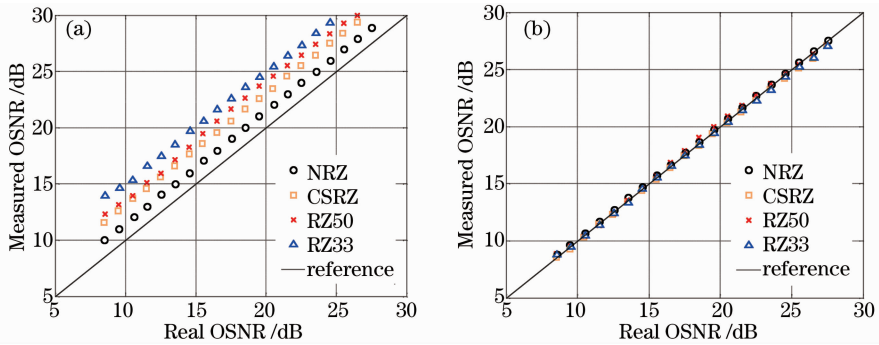 (a)
Measured OSNR /dB
30
25
20
15
10
5
NRZ
CSRZ
RZ50
RZ33
reference
5
10
15
20
25
30
Real OSNR /dB
(b)
Measured OSNR /dB
30
25
20
15
10
5
NRZ
CSRZ
RZ50
RZ33
reference
5
10
15
20
25
30
Real OSNR /dB